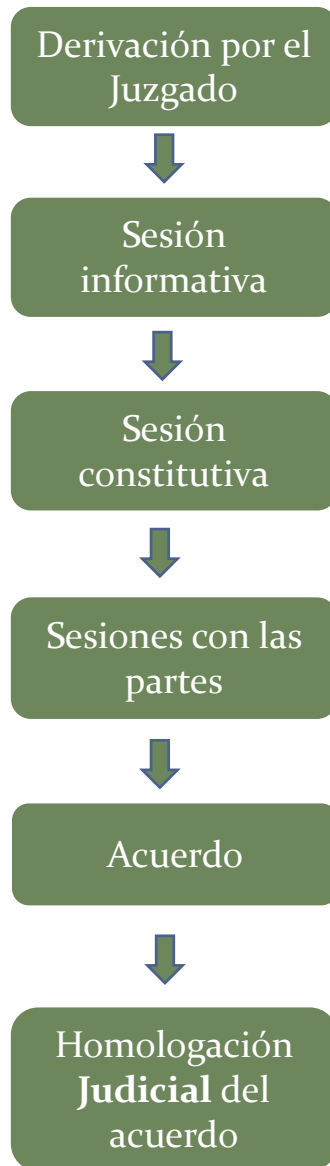 Derivación por el
Juzgado
Sesión
informativa
Sesión
constitutiva
Sesiones con las
partes
Acuerdo
Homologación
Judicial del
acuerdo